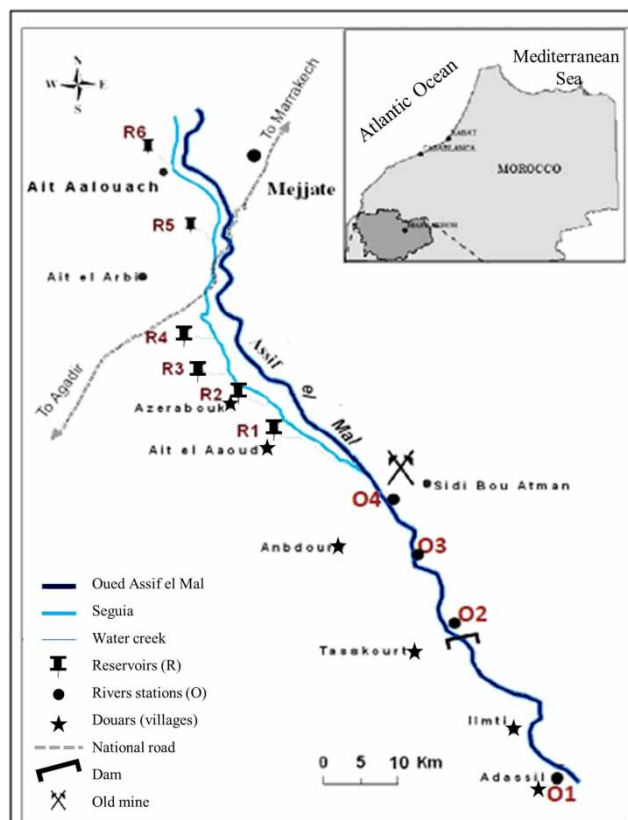 N
W E
S
R6
To Marrakech
Ait Aalouach
Mejjate
R5
Ait el Arbi
R4
R3
R2
To Agadir
Azerabouk
R1
Ait el Aaoud
Assif
el
Mal
Sidi Bou Atman
O4
O3
Anbdour
O2
Tasskourt
Ilmti
Adassil
O1
Atlantic Ocean
Mediterranean
Sea
RABAT
CASABLANCA
MOROCCO
Oued Assif el Mal
Seguia
Water creek
Reservoirs (R)
Rivers stations (O)
Douars (villages)
National road
Dam
Old mine
0 5 10 Km